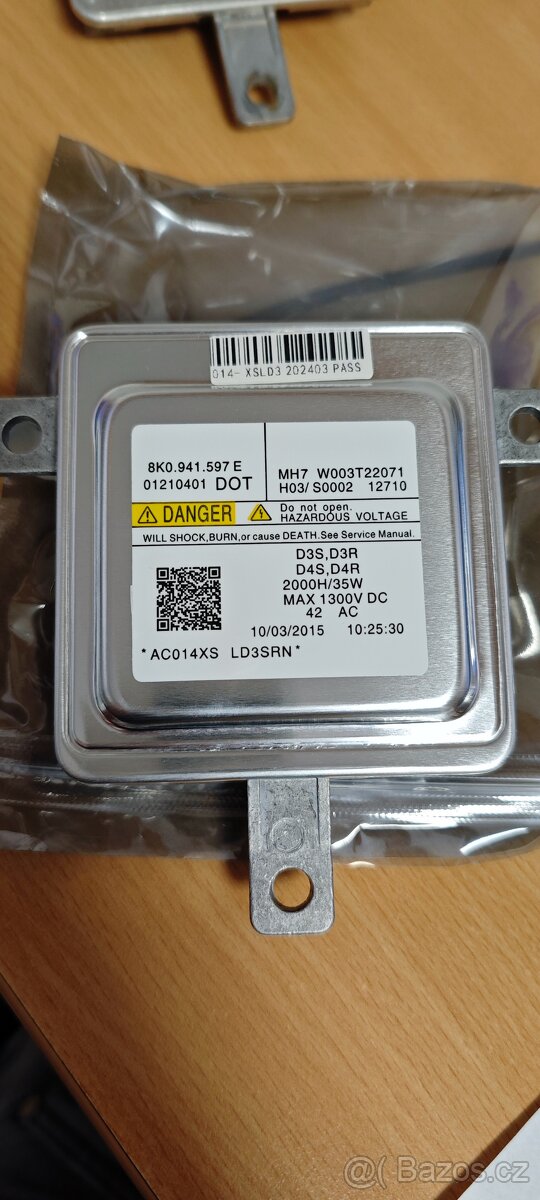 014- XSLD3 202403 PASS
8K0.941.597 E
01210401 DOT
MH7 W003T22071
H03/ S0002 12710
DANGER
Do not open.
HAZARDOUS VOLTAGE
WILL SHOCK,BURN,or cause DEATH.See Service Manual.
D3S,D3R
D4S,D4R
2000H/35W
MAX 1300V DC
42 AC
10/03/2015 10:25:30
*AC014XS LD3SRN*
Bazos.cz